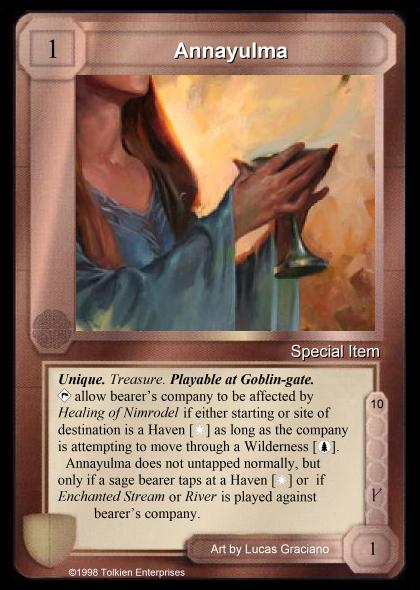 1
Annayulma
Special Item
Unique. Treasure. Playable at Goblin-gate.
allow bearer's company to be affected by
Healing of Nimrodel if either starting or site of
destination is a Haven [ ] as long as the company
is attempting to move through a Wilderness [ ].
Annayulma does not untapped normally, but
only if a sage bearer taps at a Haven [ ] or if
Enchanted Stream or River is played against
bearer's company.
10
Art by Lucas Graciano
1
©1998 Tolkien Enterprises